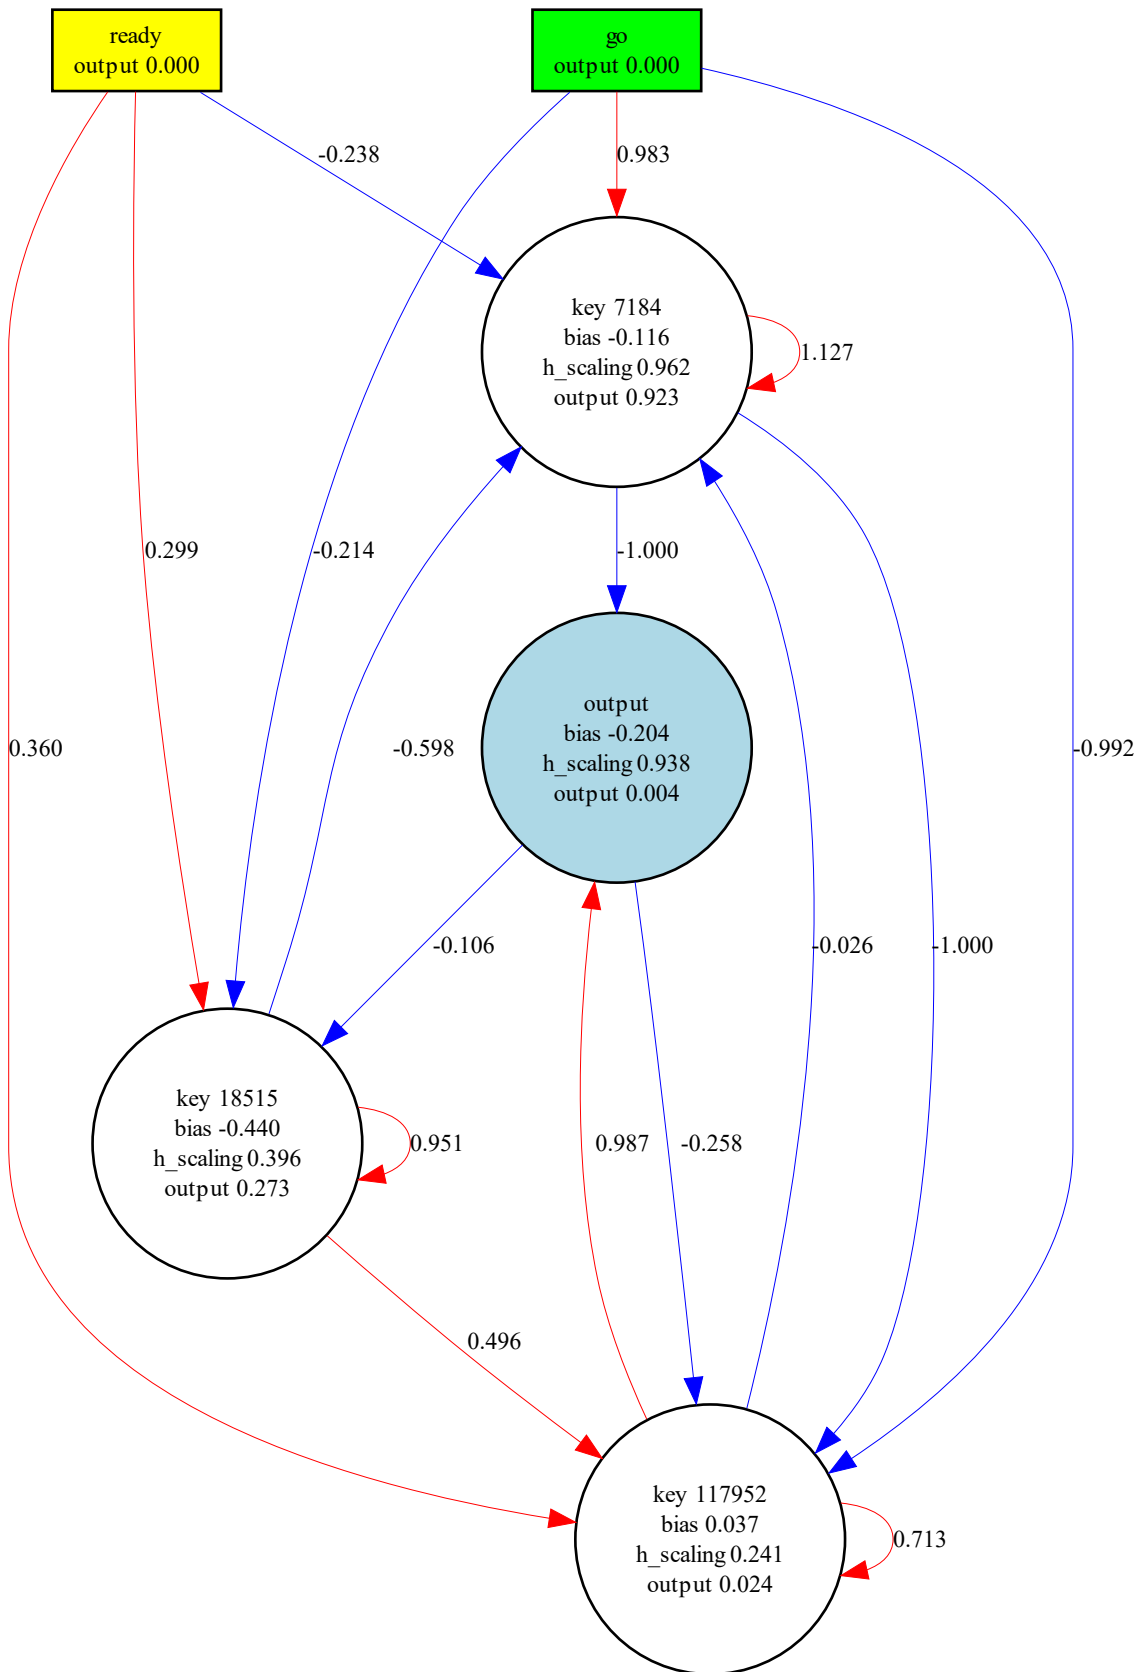 ready
output 0.000
go
output 0.000
-0.238
0.983
key 7184
bias -0.116
h_scaling 0.962
output 0.923
1.127
0.299
-0.214
-1.000
output
bias -0.204
h_scaling 0.938
output 0.004
0.360
-0.598
-0.992
-0.106
-0.026
-1.000
key 18515
bias -0.440
h_scaling 0.396
output 0.273
0.951
0.987
-0.258
0.496
key 117952
bias 0.037
h_scaling 0.241
output 0.024
0.713